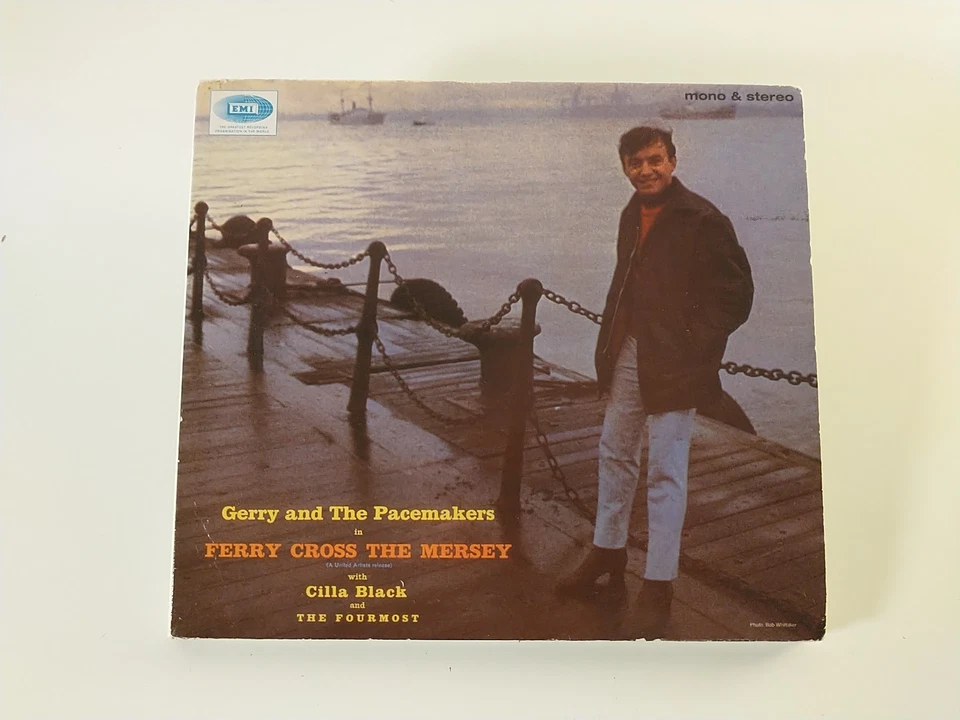 EMI
THE GREATEST RECORDING
ORGANISATION IN THE WORLD
mono & stereo
Gerry and The Pacemakers
in
FERRY CROSS THE MERSEY
(A United Artists release)
with
Cilla Black
and
THE FOURMOST
Photo: Bob Whitaker